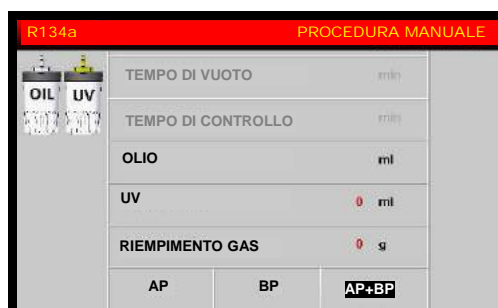 R134a PROCEDURA MANUALE
OIL UV
TEMPO DI VUOTO min
TEMPO DI CONTROLLO min
OLIO ml
UV 0 ml
RIEMPIMENTO GAS 0 g
AP BP AP+BP